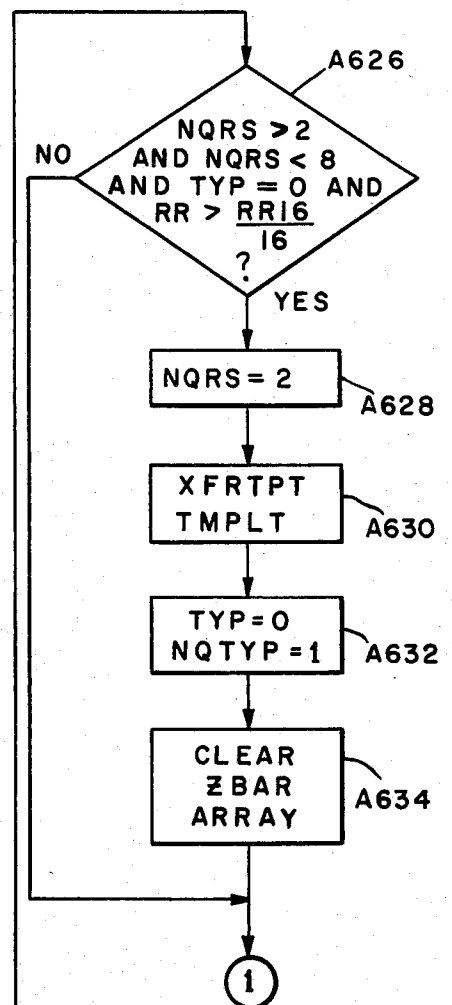 A626
NQRS > 2
NO
AND NQRS < 8
AND TYP = 0 AND
RR > RR16
16
?
YES
NQRS = 2
A628
XFRTPT
TMPLT
A630
TYP = 0
NQTYP = 1
A632
CLEAR
ZBAR
ARRAY
A634
1